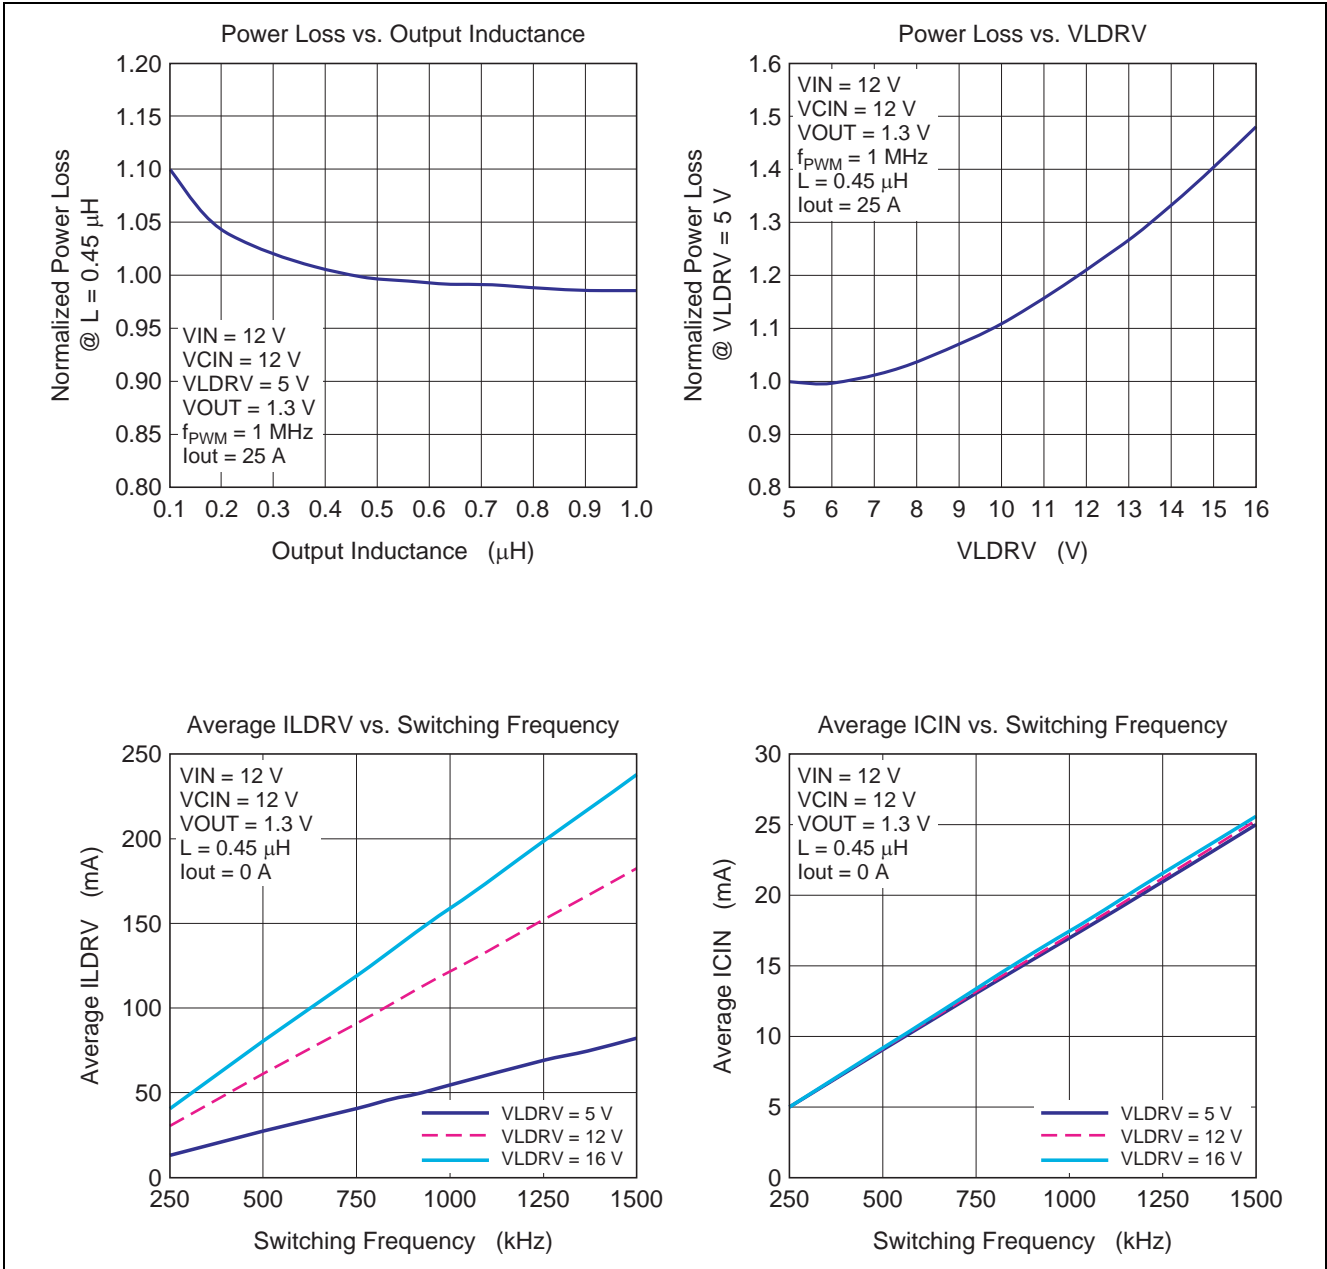 Power Loss vs. Output Inductance
1.20
1.15
1.10
1.05
1.00
0.95
0.90
0.85
0.80
Normalized Power Loss
@ L = 0.45 μH
VIN = 12 V
VCIN = 12 V
VLDRV = 5 V
VOUT = 1.3 V
fPWM = 1 MHz
Iout = 25 A
0.1 0.2 0.3 0.4 0.5 0.6 0.7 0.8 0.9 1.0
Output Inductance (μH)
Power Loss vs. VLDRV
1.6
1.5
1.4
1.3
1.2
1.1
1.0
0.9
0.8
Normalized Power Loss
@ VLDRV = 5 V
VIN = 12 V
VCIN = 12 V
VOUT = 1.3 V
fPWM = 1 MHz
L = 0.45 μH
Iout = 25 A
5 6 7 8 9 10 11 12 13 14 15 16
VLDRV (V)
Average ILDRV vs. Switching Frequency
250
200
150
100
50
0
Average ILDRV (mA)
VIN = 12 V
VCIN = 12 V
VOUT = 1.3 V
L = 0.45 μH
Iout = 0 A
VLDRV = 5 V
VLDRV = 12 V
VLDRV = 16 V
250 500 750 1000 1250 1500
Switching Frequency (kHz)
Average ICIN vs. Switching Frequency
30
25
20
15
10
5
0
Average ICIN (mA)
VIN = 12 V
VCIN = 12 V
VOUT = 1.3 V
L = 0.45 μH
Iout = 0 A
VLDRV = 5 V
VLDRV = 12 V
VLDRV = 16 V
250 500 750 1000 1250 1500
Switching Frequency (kHz)